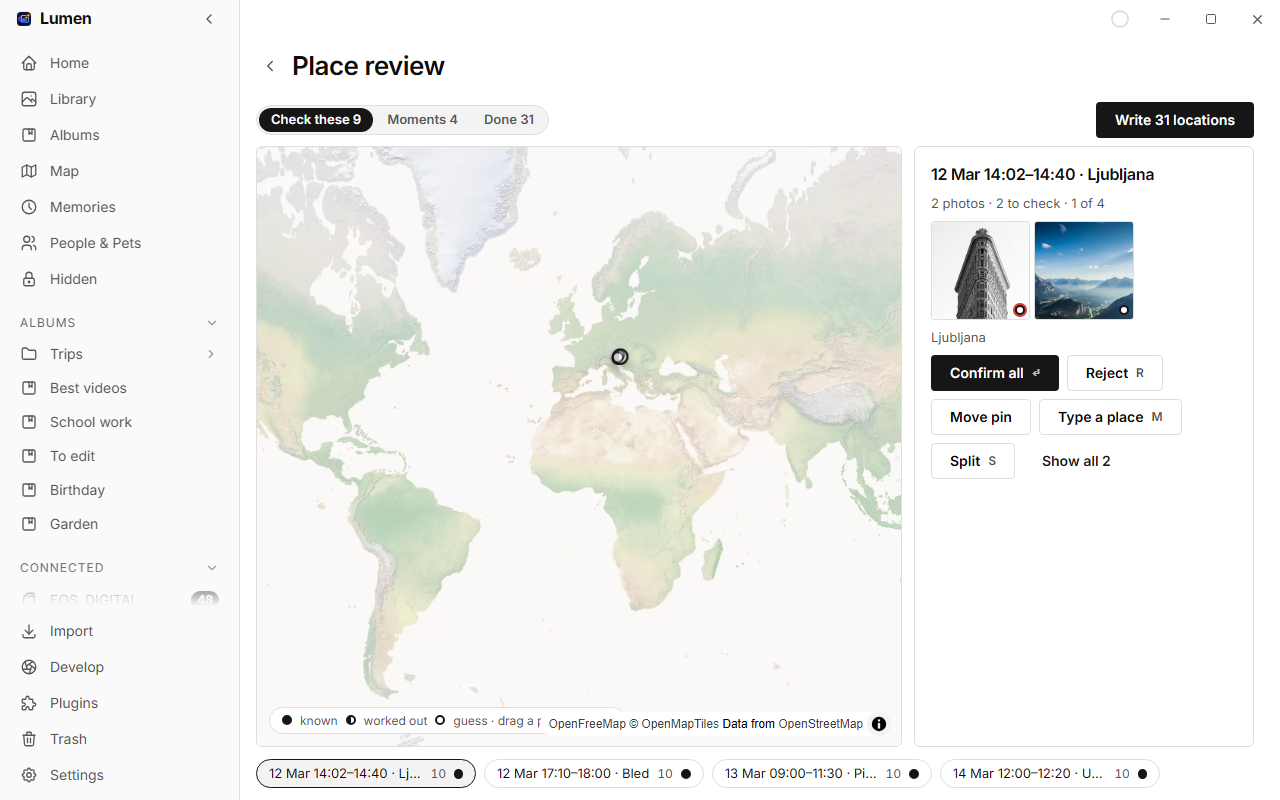 Lumen
Home
Library
Albums
Map
Memories
People & Pets
Hidden
ALBUMS
Trips
Best videos
School work
To edit
Birthday
Garden
CONNECTED
EOS_DIGITAL 48
Import
Develop
Plugins
Trash
Settings
Place review
Check these 9 Moments 4 Done 31
Write 31 locations
known worked out guess · drag a
OpenFreeMap © OpenMapTiles Data from OpenStreetMap
12 Mar 14:02–14:40 · Ljubljana
2 photos · 2 to check · 1 of 4
Ljubljana
Confirm all ⏎ Reject R
Move pin Type a place M
Split S Show all 2
12 Mar 14:02–14:40 · Lj... 10
12 Mar 17:10–18:00 · Bled 10
13 Mar 09:00–11:30 · Pi... 10
14 Mar 12:00–12:20 · U... 10